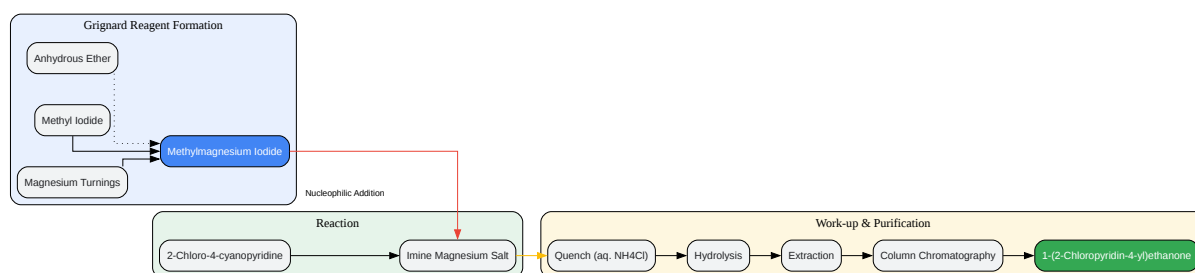 Grignard Reagent Formation
Anhydrous Ether
Methyl Iodide
Methylmagnesium Iodide
Magnesium Turnings
Nucleophilic Addition
Reaction
2-Chloro-4-cyanopyridine
Imine Magnesium Salt
Work-up & Purification
Quench (aq. NH4Cl)
Hydrolysis
Extraction
Column Chromatography
1-(2-Chloropyridin-4-yl)ethanone